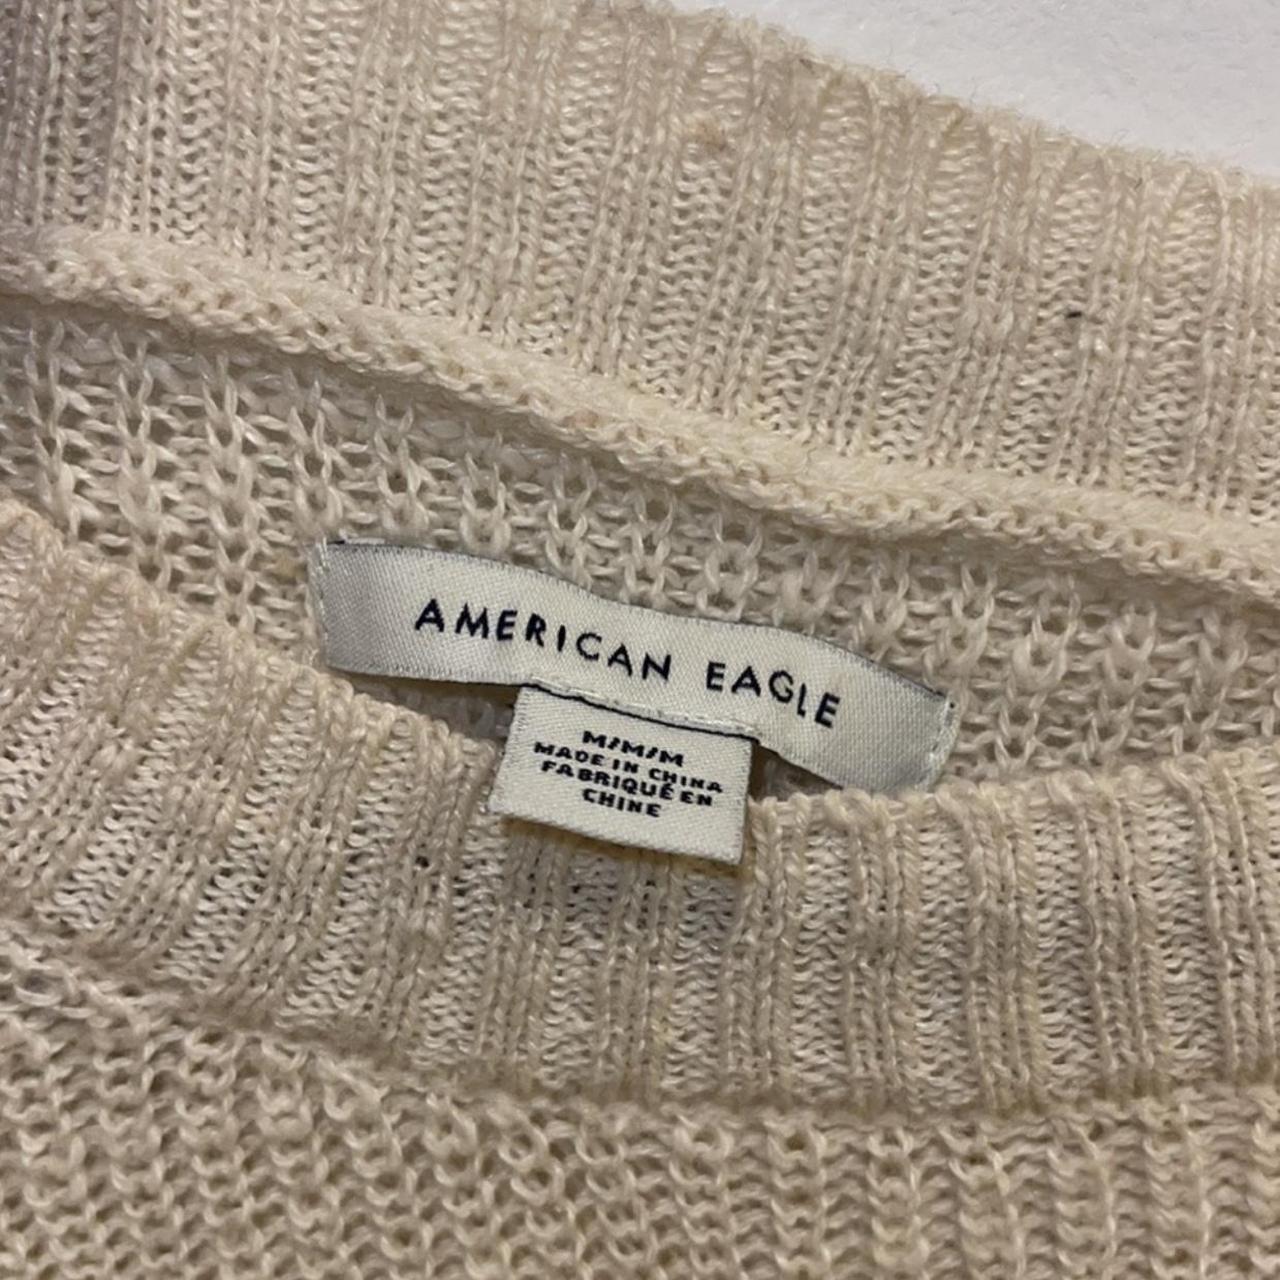 AMERICAN EAGLE
M/M/M
MADE IN CHINA
FABRIQUÉ EN
CHINE